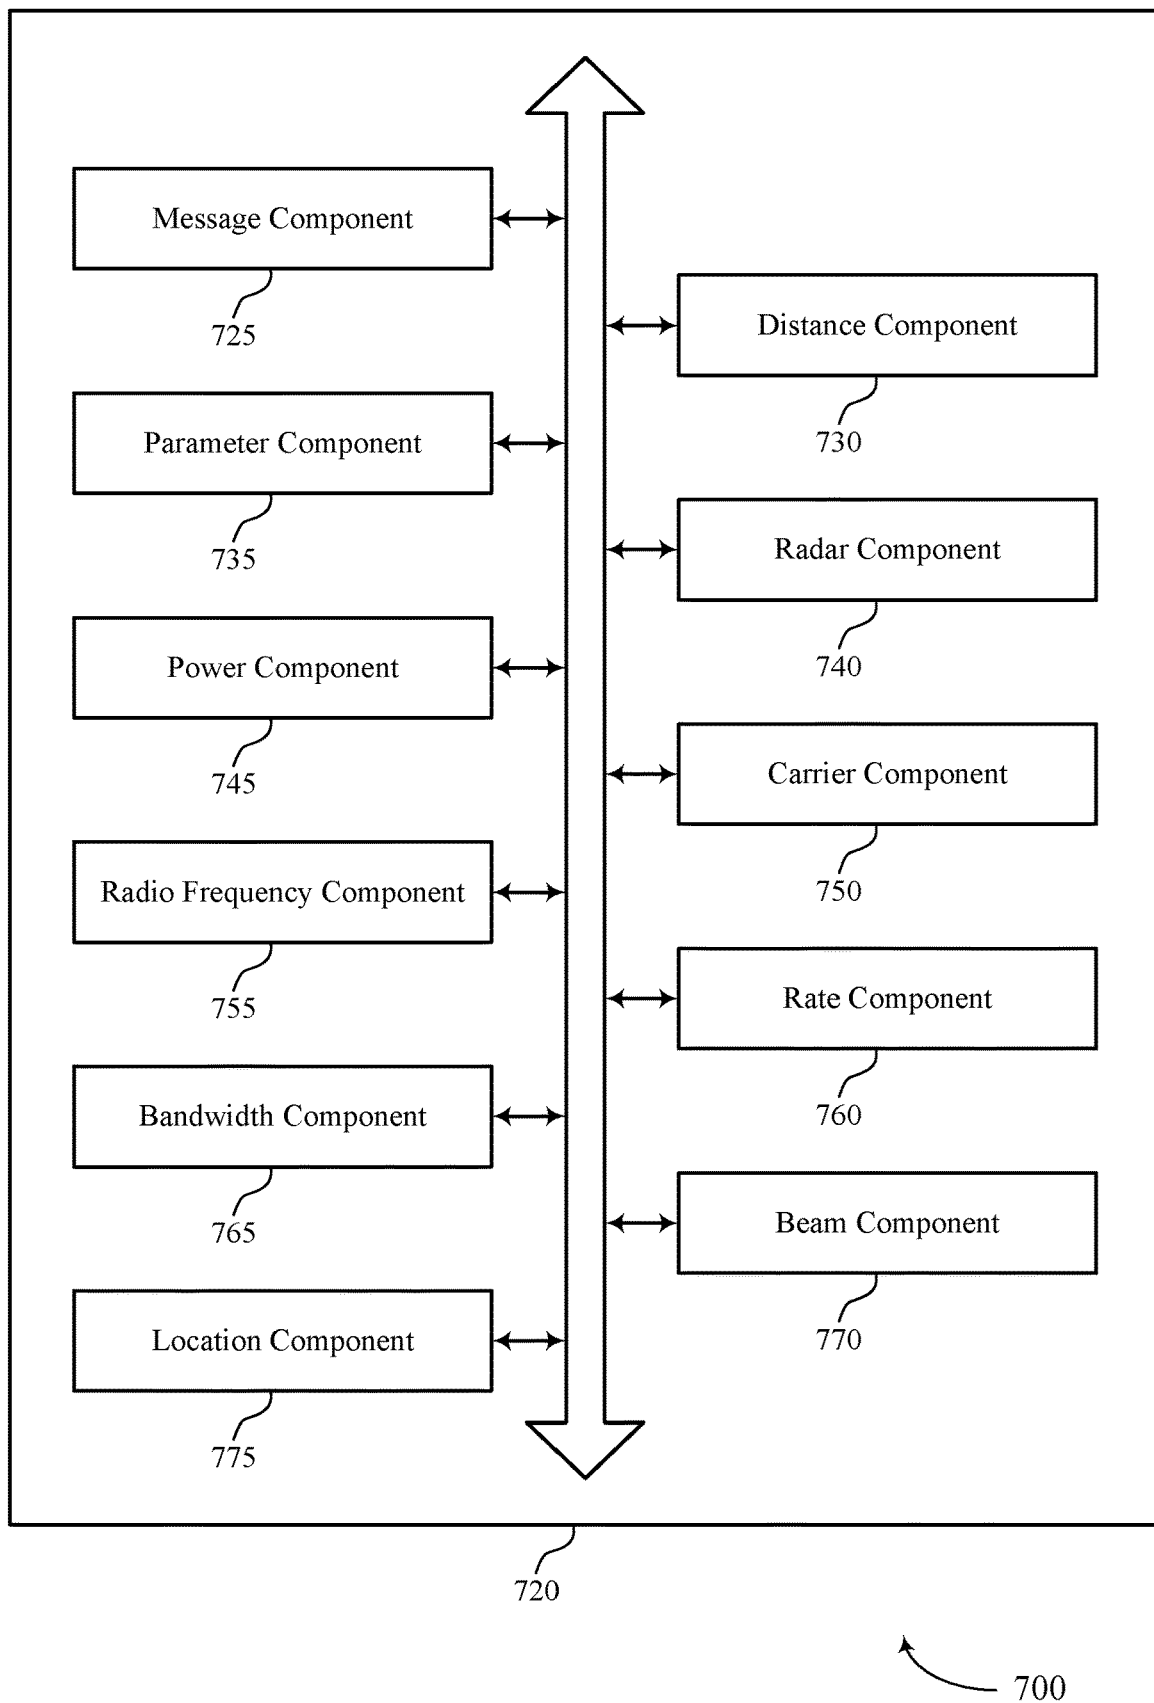 Message Component
725
Distance Component
730
Parameter Component
735
Radar Component
740
Power Component
745
Carrier Component
750
Radio Frequency Component
755
Rate Component
760
Bandwidth Component
765
Beam Component
770
Location Component
775
720
700